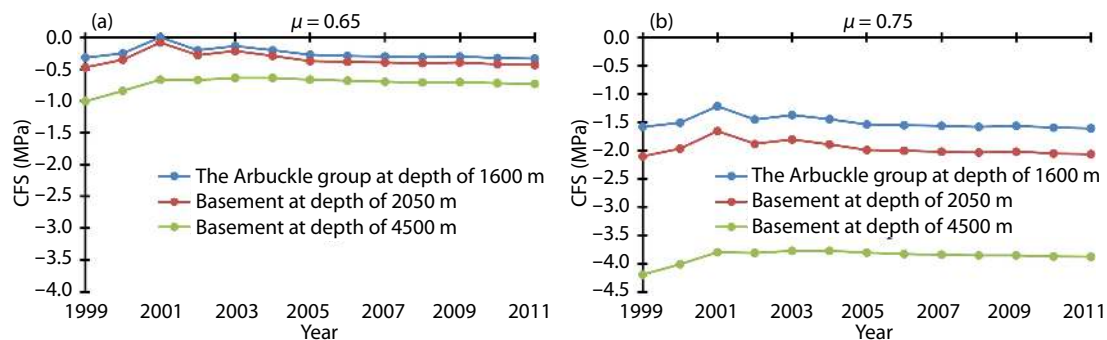 (a) μ = 0.65
0.0
−0.5
−1.0
−1.5
−2.0
−2.5
−3.0
−3.5
−4.0
CFS (MPa)
The Arbuckle group at depth of 1600 m
Basement at depth of 2050 m
Basement at depth of 4500 m
1999 2001 2003 2005 2007 2009 2011
Year
(b) μ = 0.75
0.0
−0.5
−1.0
−1.5
−2.0
−2.5
−3.0
−3.5
−4.0
−4.5
CFS (MPa)
The Arbuckle group at depth of 1600 m
Basement at depth of 2050 m
Basement at depth of 4500 m
1999 2001 2003 2005 2007 2009 2011
Year